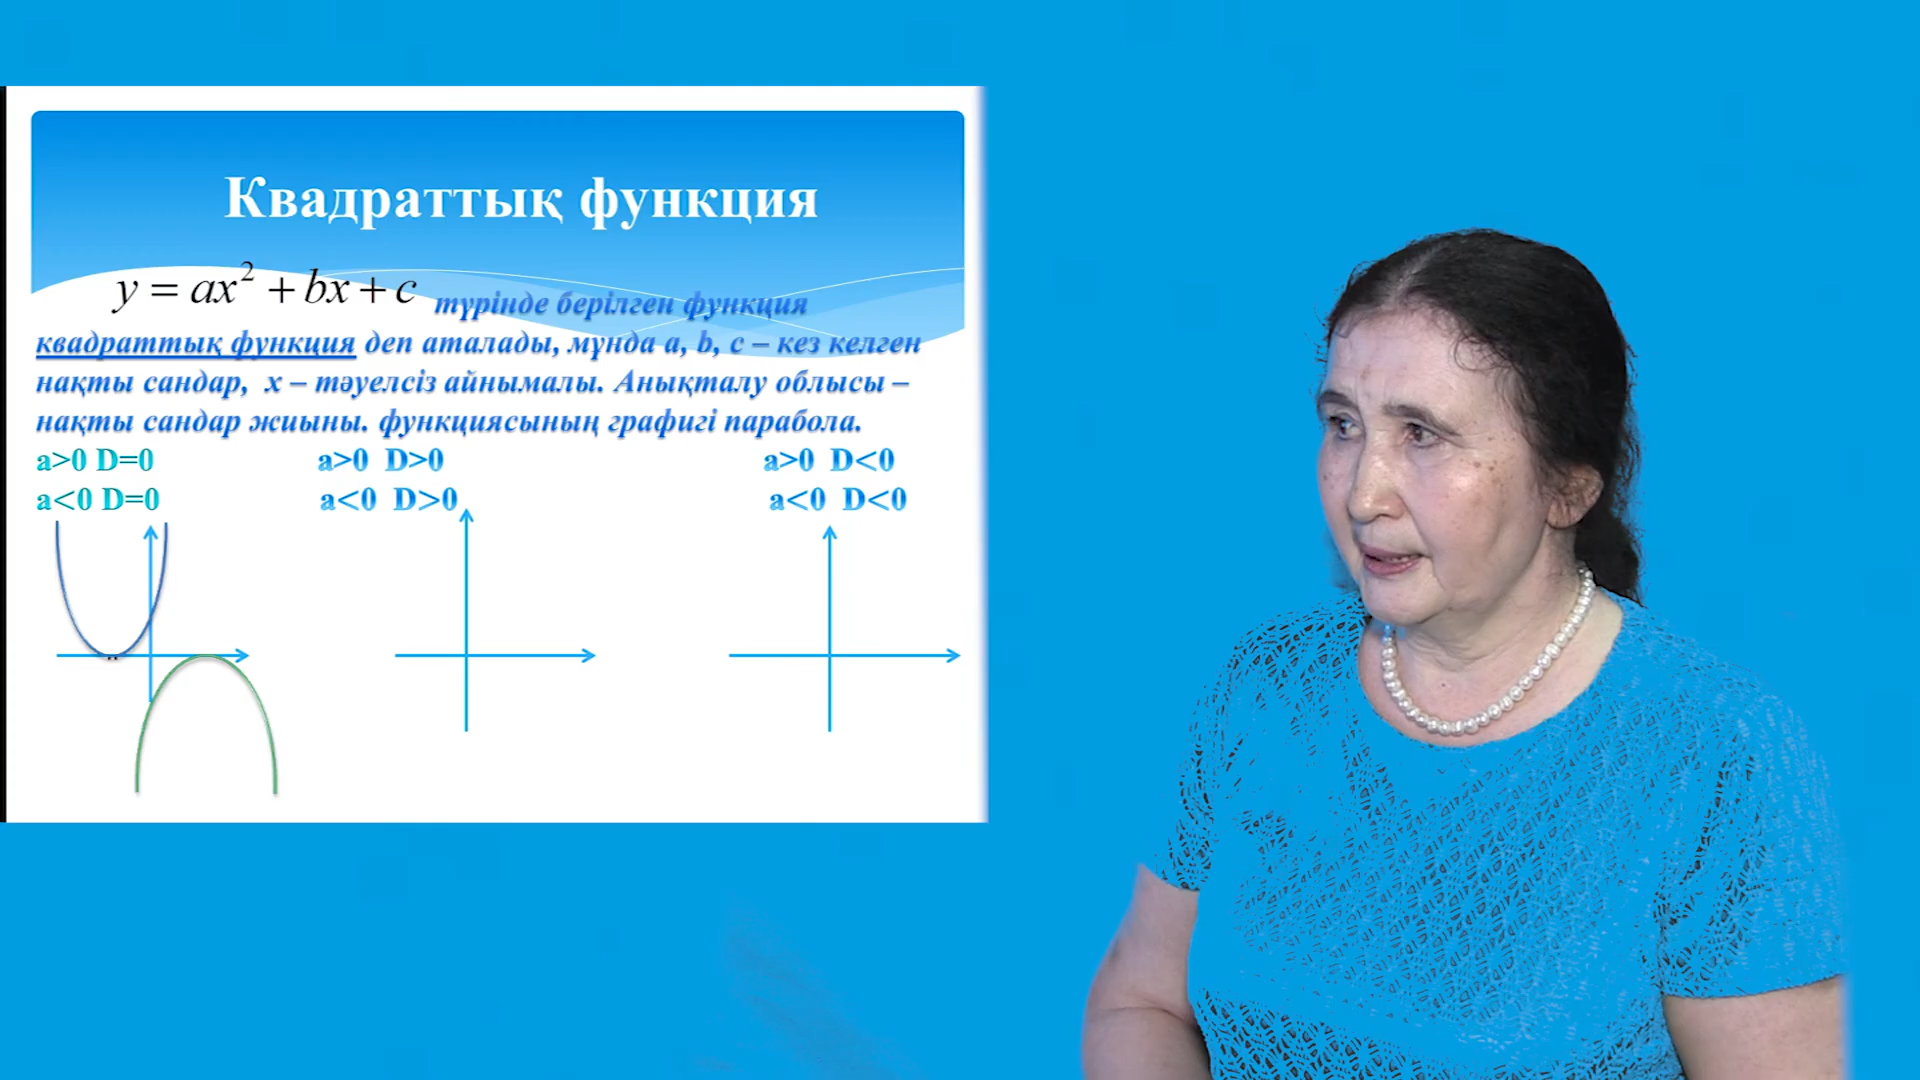 Квадраттық функция
y = ax² + bx + c түрінде берілген функция
квадраттық функция деп аталады, мұнда a, b, c – кез келген
нақты сандар, x – тәуелсіз айнымалы. Анықталу облысы –
нақты сандар жиыны. функциясының графигі парабола.
a>0 D=0 a>0 D>0 a>0 D<0
a<0 D=0 a<0 D>0 a<0 D<0